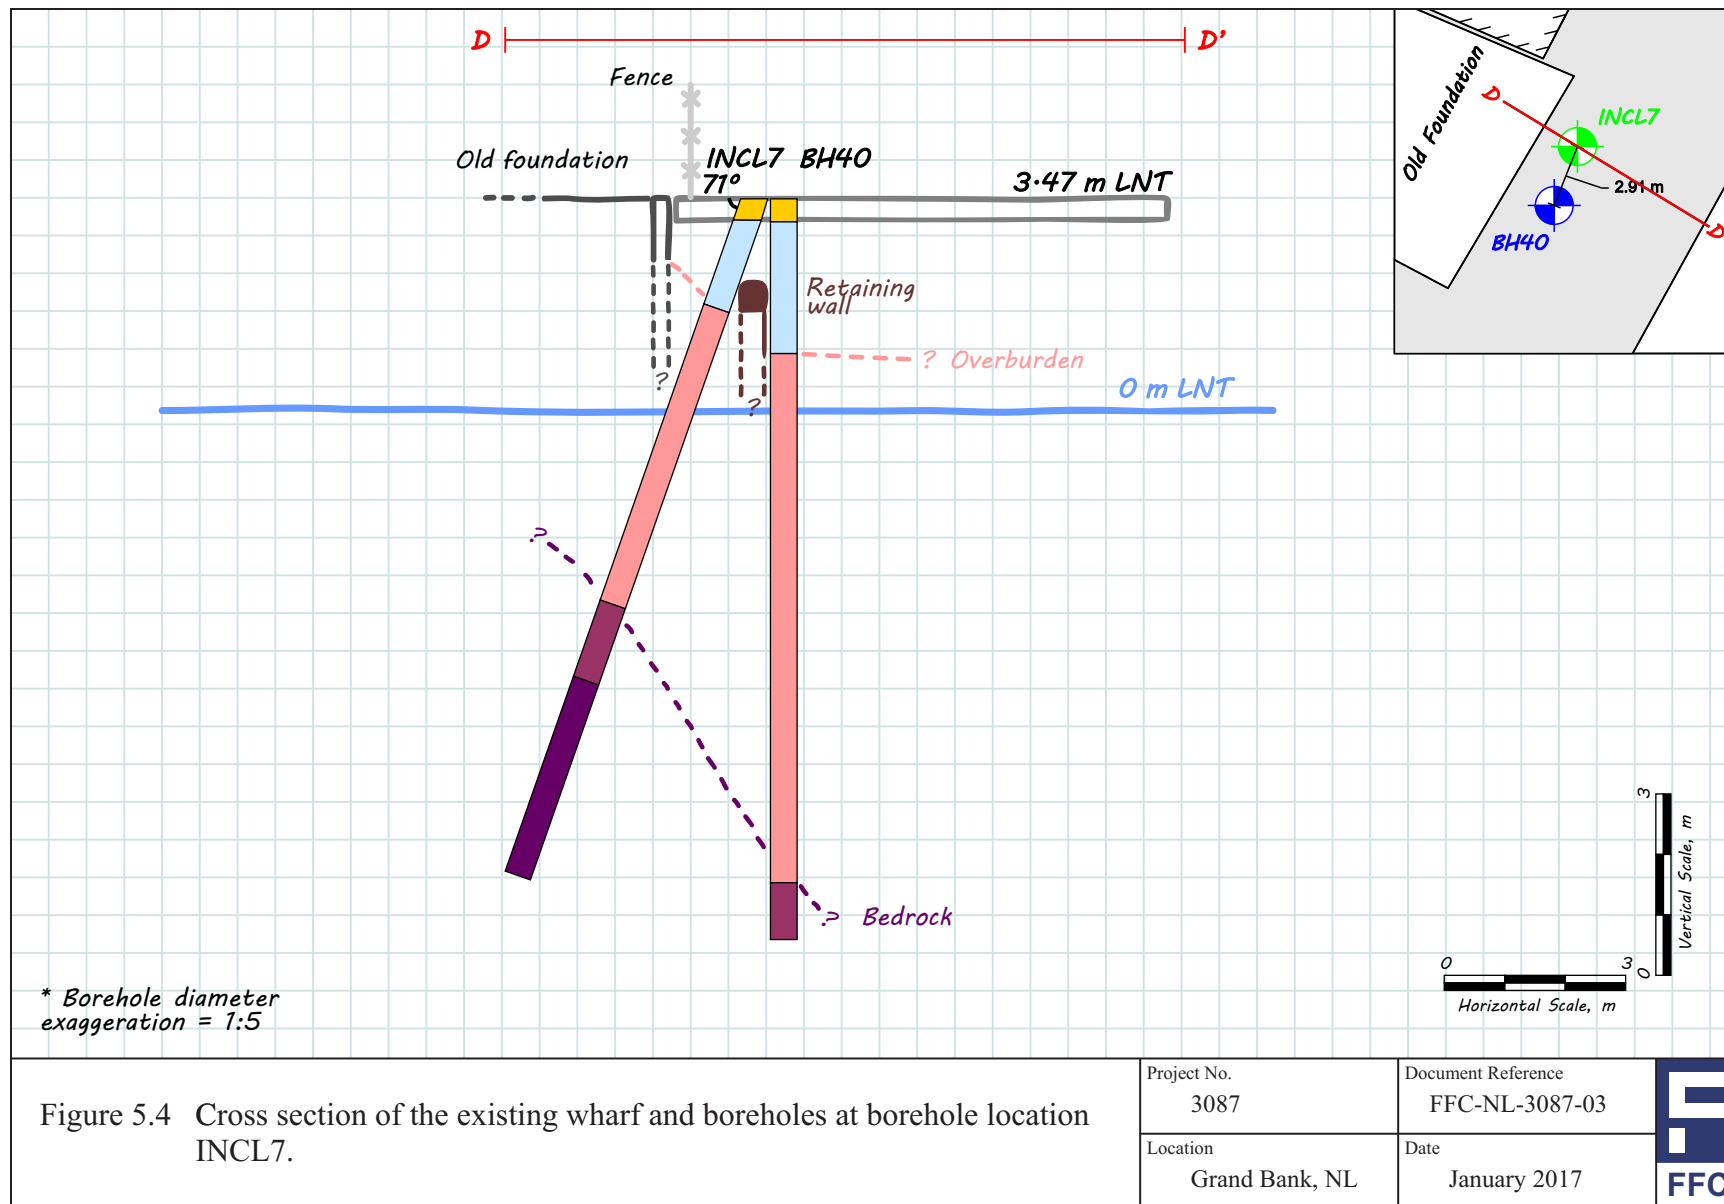 D
D'
Fence
Old foundation
INCL7 BH40
71°
3.47 m LNT
Retaining
wall
? Overburden
?
?
0 m LNT
?
? Bedrock
* Borehole diameter
exaggeration = 1:5
Old Foundation
D
INCL7
2.91 m
BH40
D
3
Vertical Scale, m
0
0 3
Horizontal Scale, m
Figure 5.4 Cross section of the existing wharf and boreholes at borehole location
INCL7.
Project No.
3087
Document Reference
FFC-NL-3087-03
Location
Grand Bank, NL
Date
January 2017
FFC